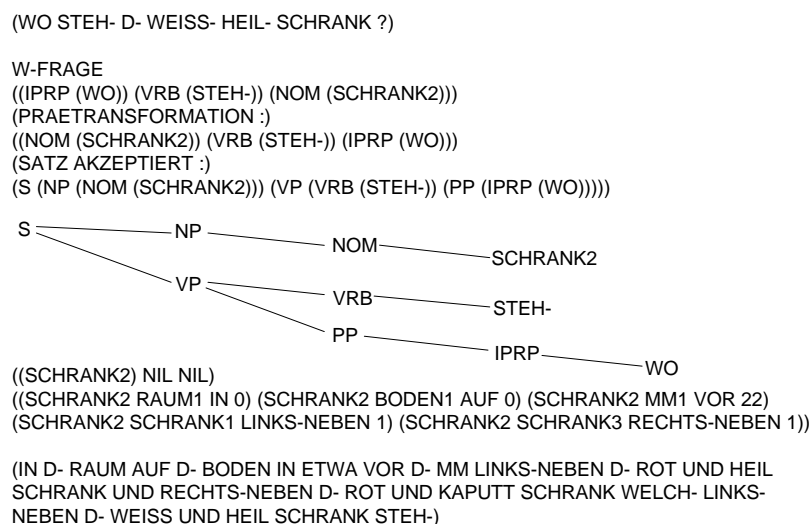 (WO STEH- D- WEISS- HEIL- SCHRANK ?)
W-FRAGE
((IPRP (WO)) (VRB (STEH-)) (NOM (SCHRANK2)))
(PRAETRANSFORMATION :)
((NOM (SCHRANK2)) (VRB (STEH-)) (IPRP (WO)))
(SATZ AKZEPTIERT :)
(S (NP (NOM (SCHRANK2))) (VP (VRB (STEH-)) (PP (IPRP (WO)))))
S NP NOM SCHRANK2
VP VRB STEH-
PP IPRP WO
((SCHRANK2) NIL NIL)
((SCHRANK2 RAUM1 IN 0) (SCHRANK2 BODEN1 AUF 0) (SCHRANK2 MM1 VOR 22)
(SCHRANK2 SCHRANK1 LINKS-NEBEN 1) (SCHRANK2 SCHRANK3 RECHTS-NEBEN 1))
(IN D- RAUM AUF D- BODEN IN ETWA VOR D- MM LINKS-NEBEN D- ROT UND HEIL
SCHRANK UND RECHTS-NEBEN D- ROT UND KAPUTT SCHRANK WELCH- LINKS-
NEBEN D- WEISS UND HEIL SCHRANK STEH-)